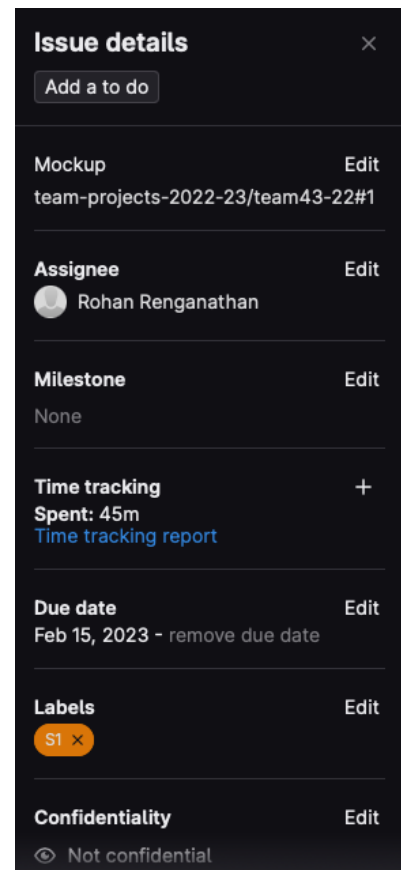 Issue details ×
Add a to do
Mockup Edit
team-projects-2022-23/team43-22#1
Assignee Edit
Rohan Renganathan
Milestone Edit
None
Time tracking +
Spent: 45m
Time tracking report
Due date Edit
Feb 15, 2023 - remove due date
Labels Edit
S1 ×
Confidentiality Edit
Not confidential